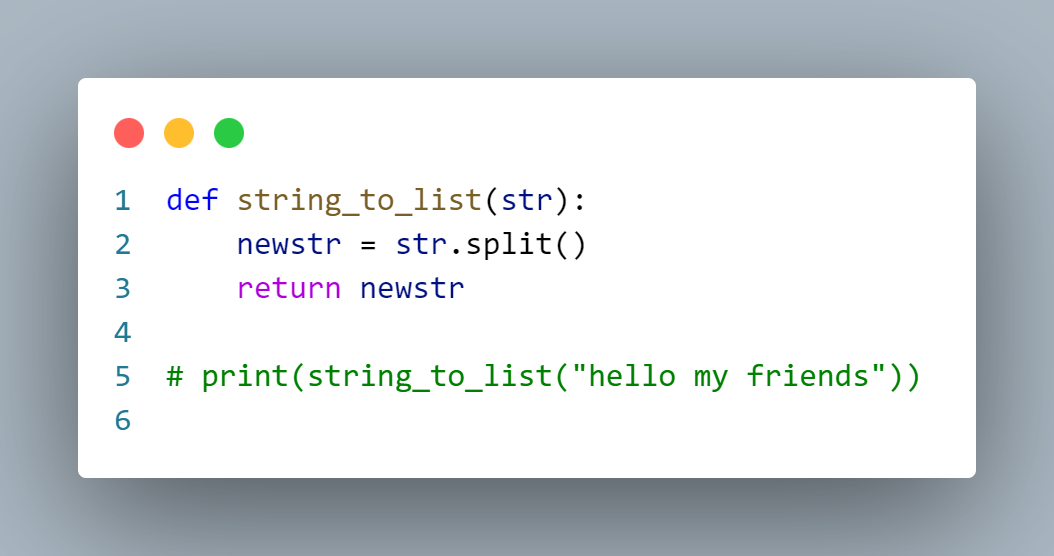 1 def string_to_list(str):
2     newstr = str.split()
3     return newstr
4
5 # print(string_to_list("hello my friends"))
6